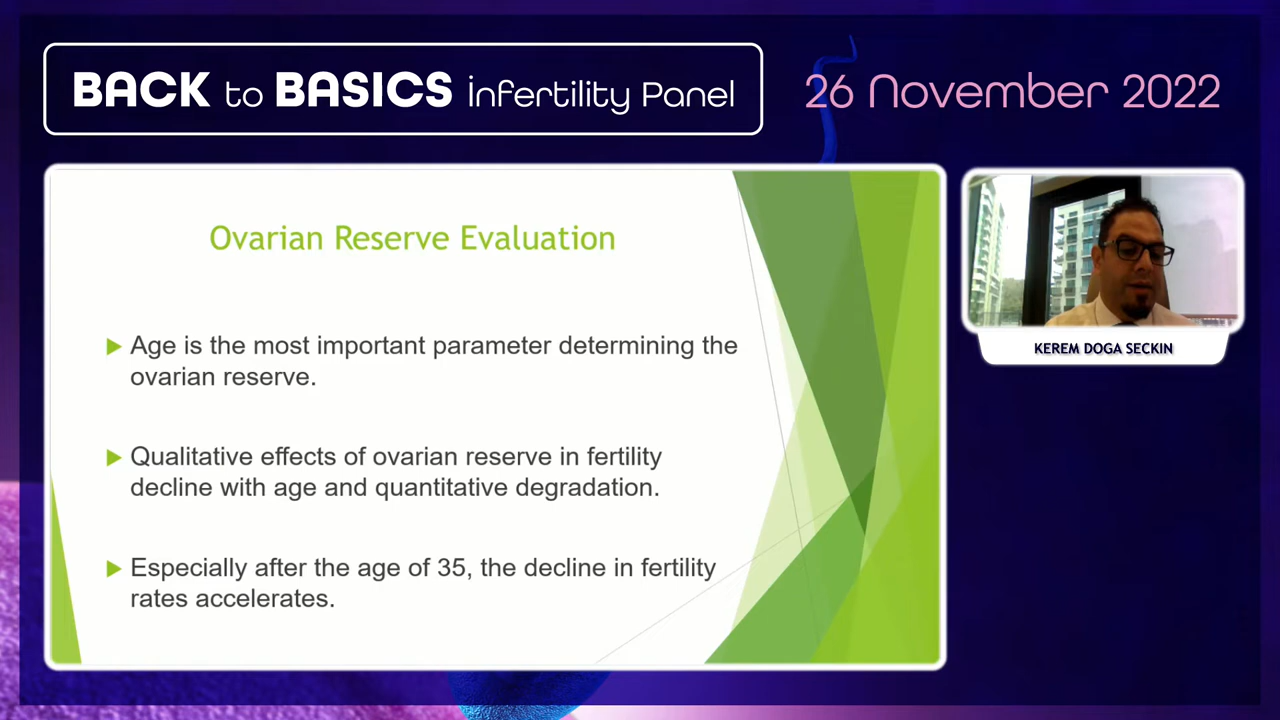 BACK to BASICS infertility Panel
26 November 2022
Ovarian Reserve Evaluation
Age is the most important parameter determining the
ovarian reserve.
Qualitative effects of ovarian reserve in fertility
decline with age and quantitative degradation.
Especially after the age of 35, the decline in fertility
rates accelerates.
KEREM DOGA SECKIN